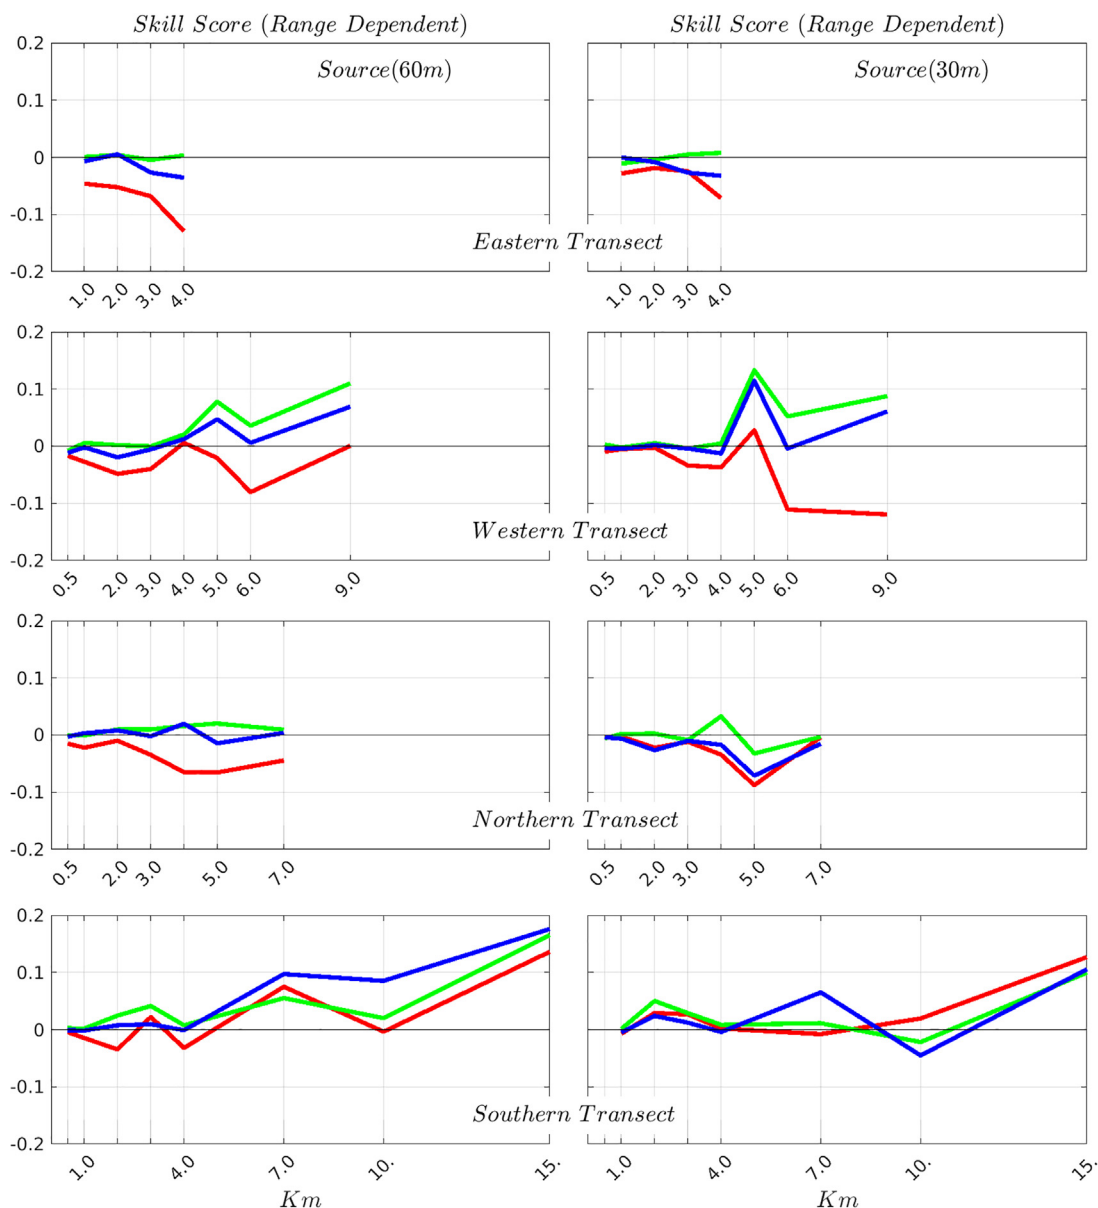 Skill Score (Range Dependent) Skill Score (Range Dependent)
0.2
Source(60m) Source(30m)
0.1
0
-0.1
Eastern Transect
-0.2
1.0 2.0 3.0 4.0 1.0 2.0 3.0 4.0
0.2
0.1
0
-0.1
Western Transect
-0.2
0.5 2.0 3.0 4.0 5.0 6.0 9.0 0.5 2.0 3.0 4.0 5.0 6.0 9.0
0.2
0.1
0
-0.1
Northern Transect
-0.2
0.5 2.0 3.0 5.0 7.0 0.5 2.0 3.0 5.0 7.0
0.2
0.1
0
-0.1
Southern Transect
-0.2
1.0 4.0 7.0 10. 15. 1.0 4.0 7.0 10. 15.
Km Km